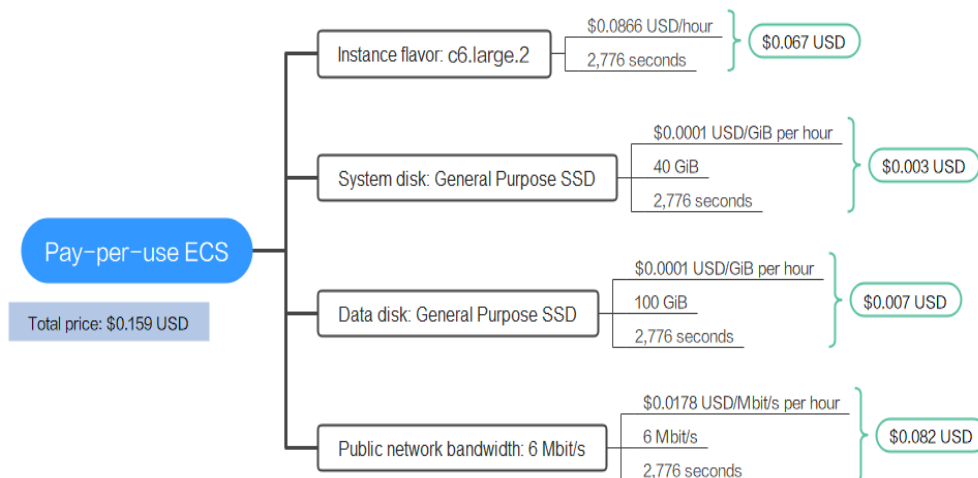 Pay-per-use ECS
Total price: $0.159 USD
Instance flavor: c6.large.2
$0.0866 USD/hour
2,776 seconds
$0.067 USD
System disk: General Purpose SSD
$0.0001 USD/GiB per hour
40 GiB
2,776 seconds
$0.003 USD
Data disk: General Purpose SSD
$0.0001 USD/GiB per hour
100 GiB
2,776 seconds
$0.007 USD
Public network bandwidth: 6 Mbit/s
$0.0178 USD/Mbit/s per hour
6 Mbit/s
2,776 seconds
$0.082 USD